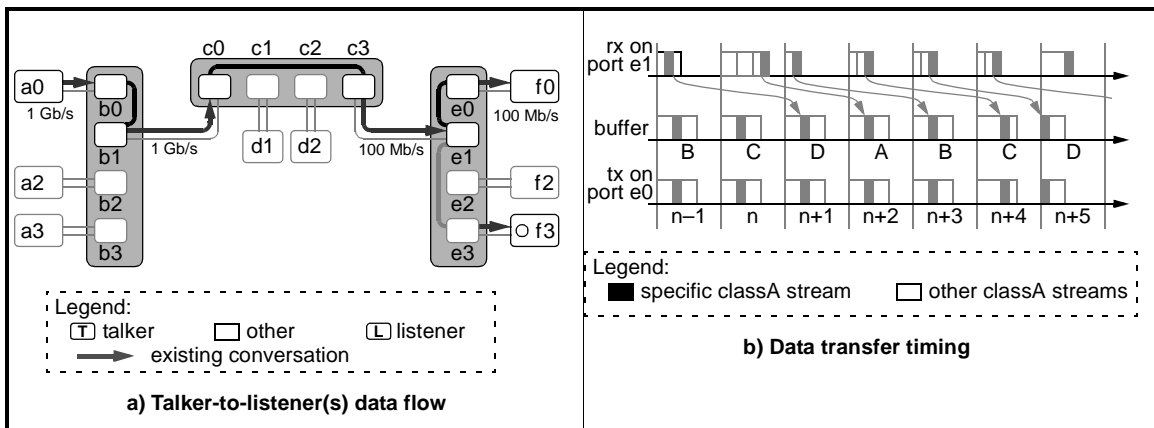 c0 c1 c2 c3
a0 b0 e0 f0
1 Gb/s 100 Mb/s
b1 1 Gb/s d1 d2 100 Mb/s e1
a2 b2 e2 f2
a3 b3 e3 f3
Legend:
T talker other L listener
existing conversation
a) Talker-to-listener(s) data flow
rx on
port e1
buffer
B C D A B C D
tx on
port e0
n–1 n n+1 n+2 n+3 n+4 n+5
Legend:
specific classA stream other classA streams
b) Data transfer timing